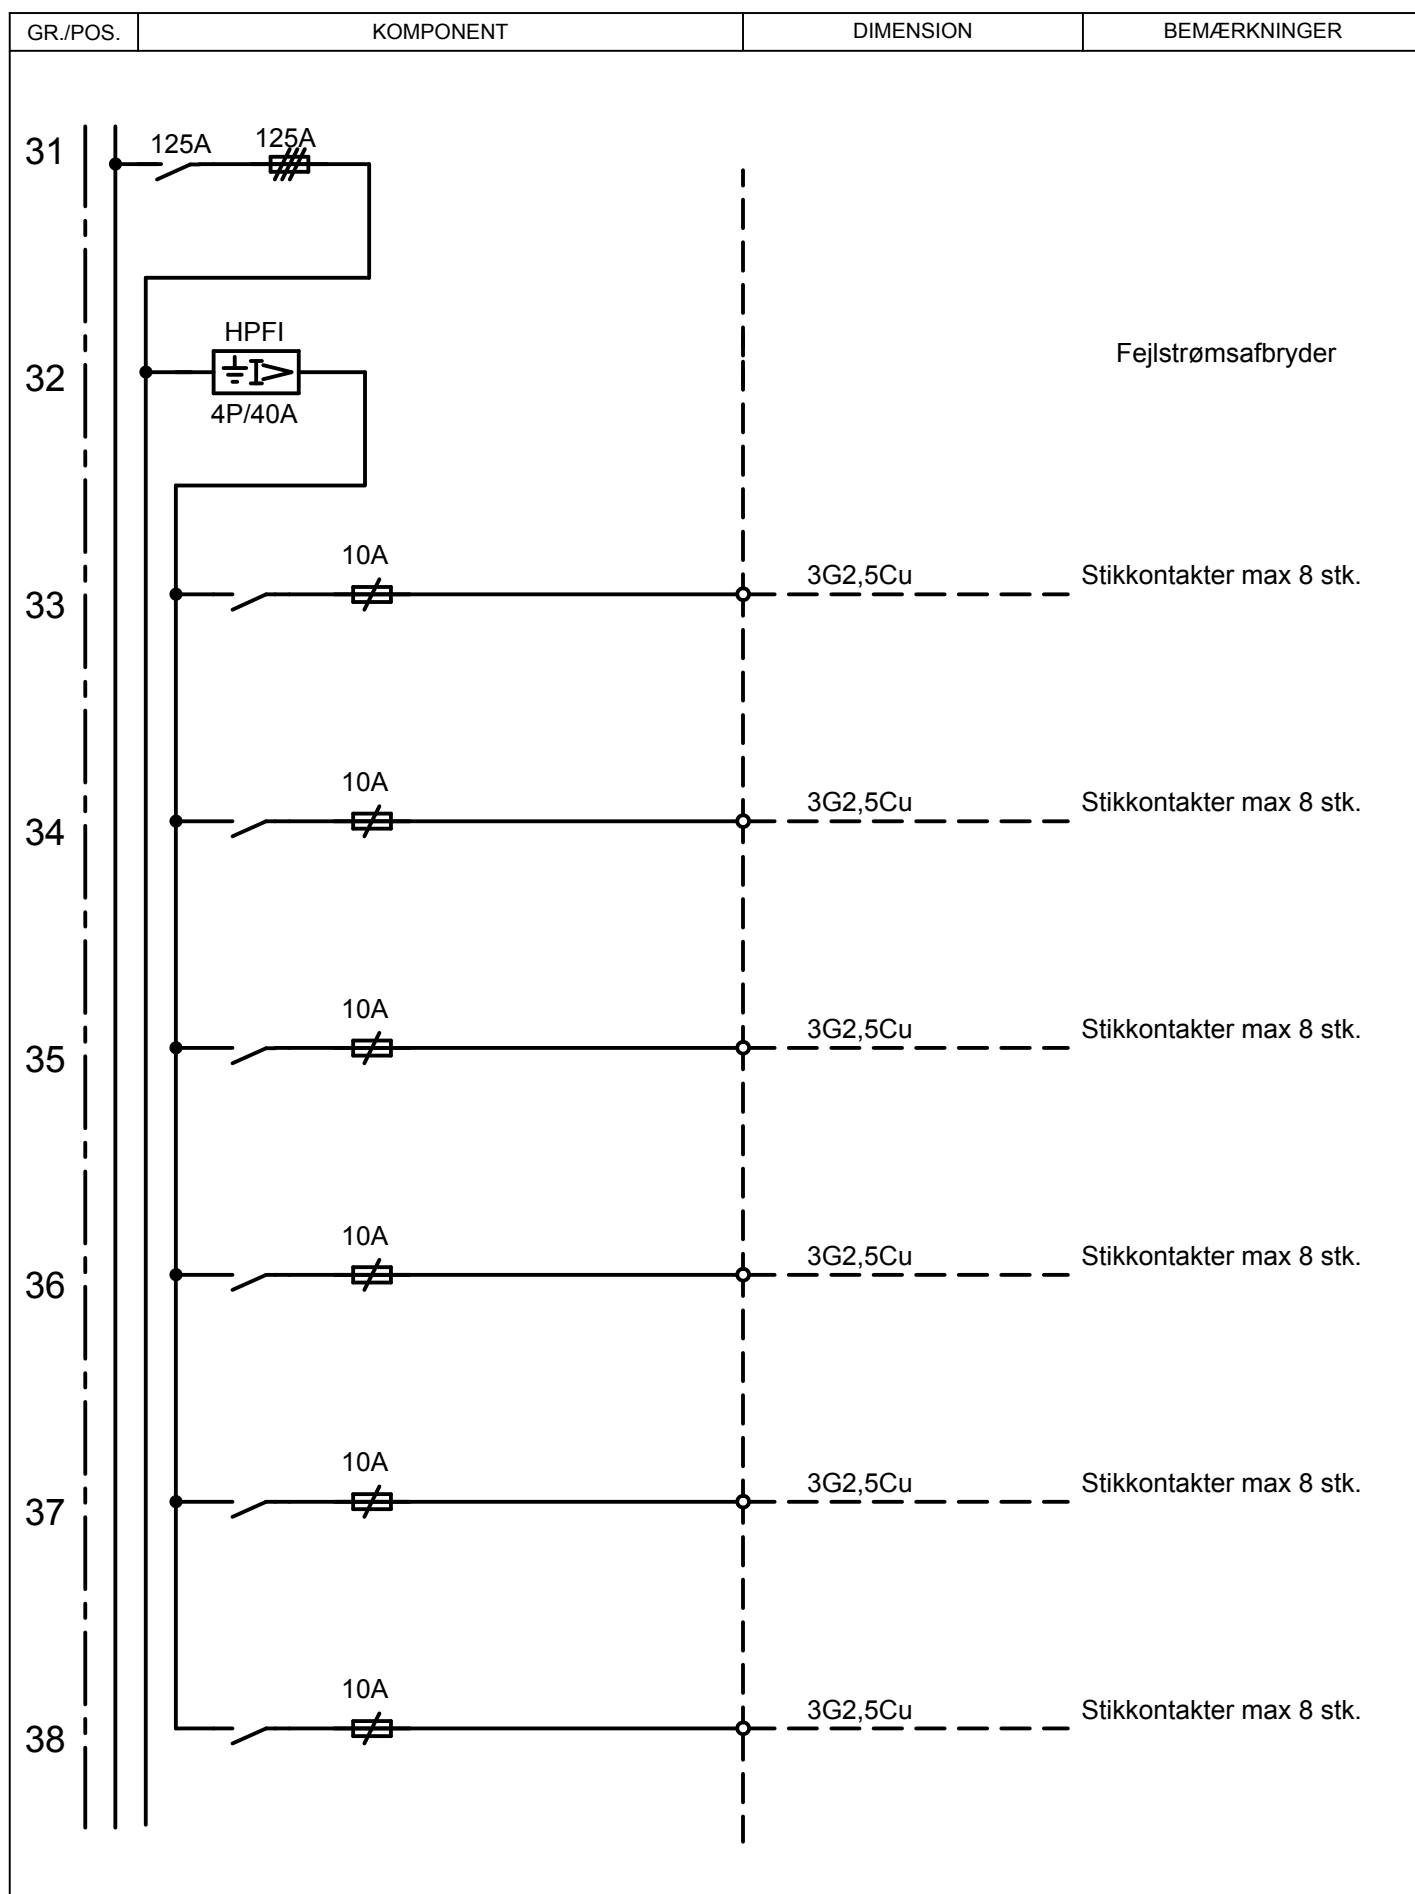 GR./POS. KOMPONENT DIMENSION BEMÆRKNINGER
31 125A 125A
HPFI
32 Fejlstrømsafbryder
4P/40A
10A
33 3G2,5Cu Stikkontakter max 8 stk.
10A
34 3G2,5Cu Stikkontakter max 8 stk.
10A
35 3G2,5Cu Stikkontakter max 8 stk.
10A
36 3G2,5Cu Stikkontakter max 8 stk.
10A
37 3G2,5Cu Stikkontakter max 8 stk.
10A
38 3G2,5Cu Stikkontakter max 8 stk.